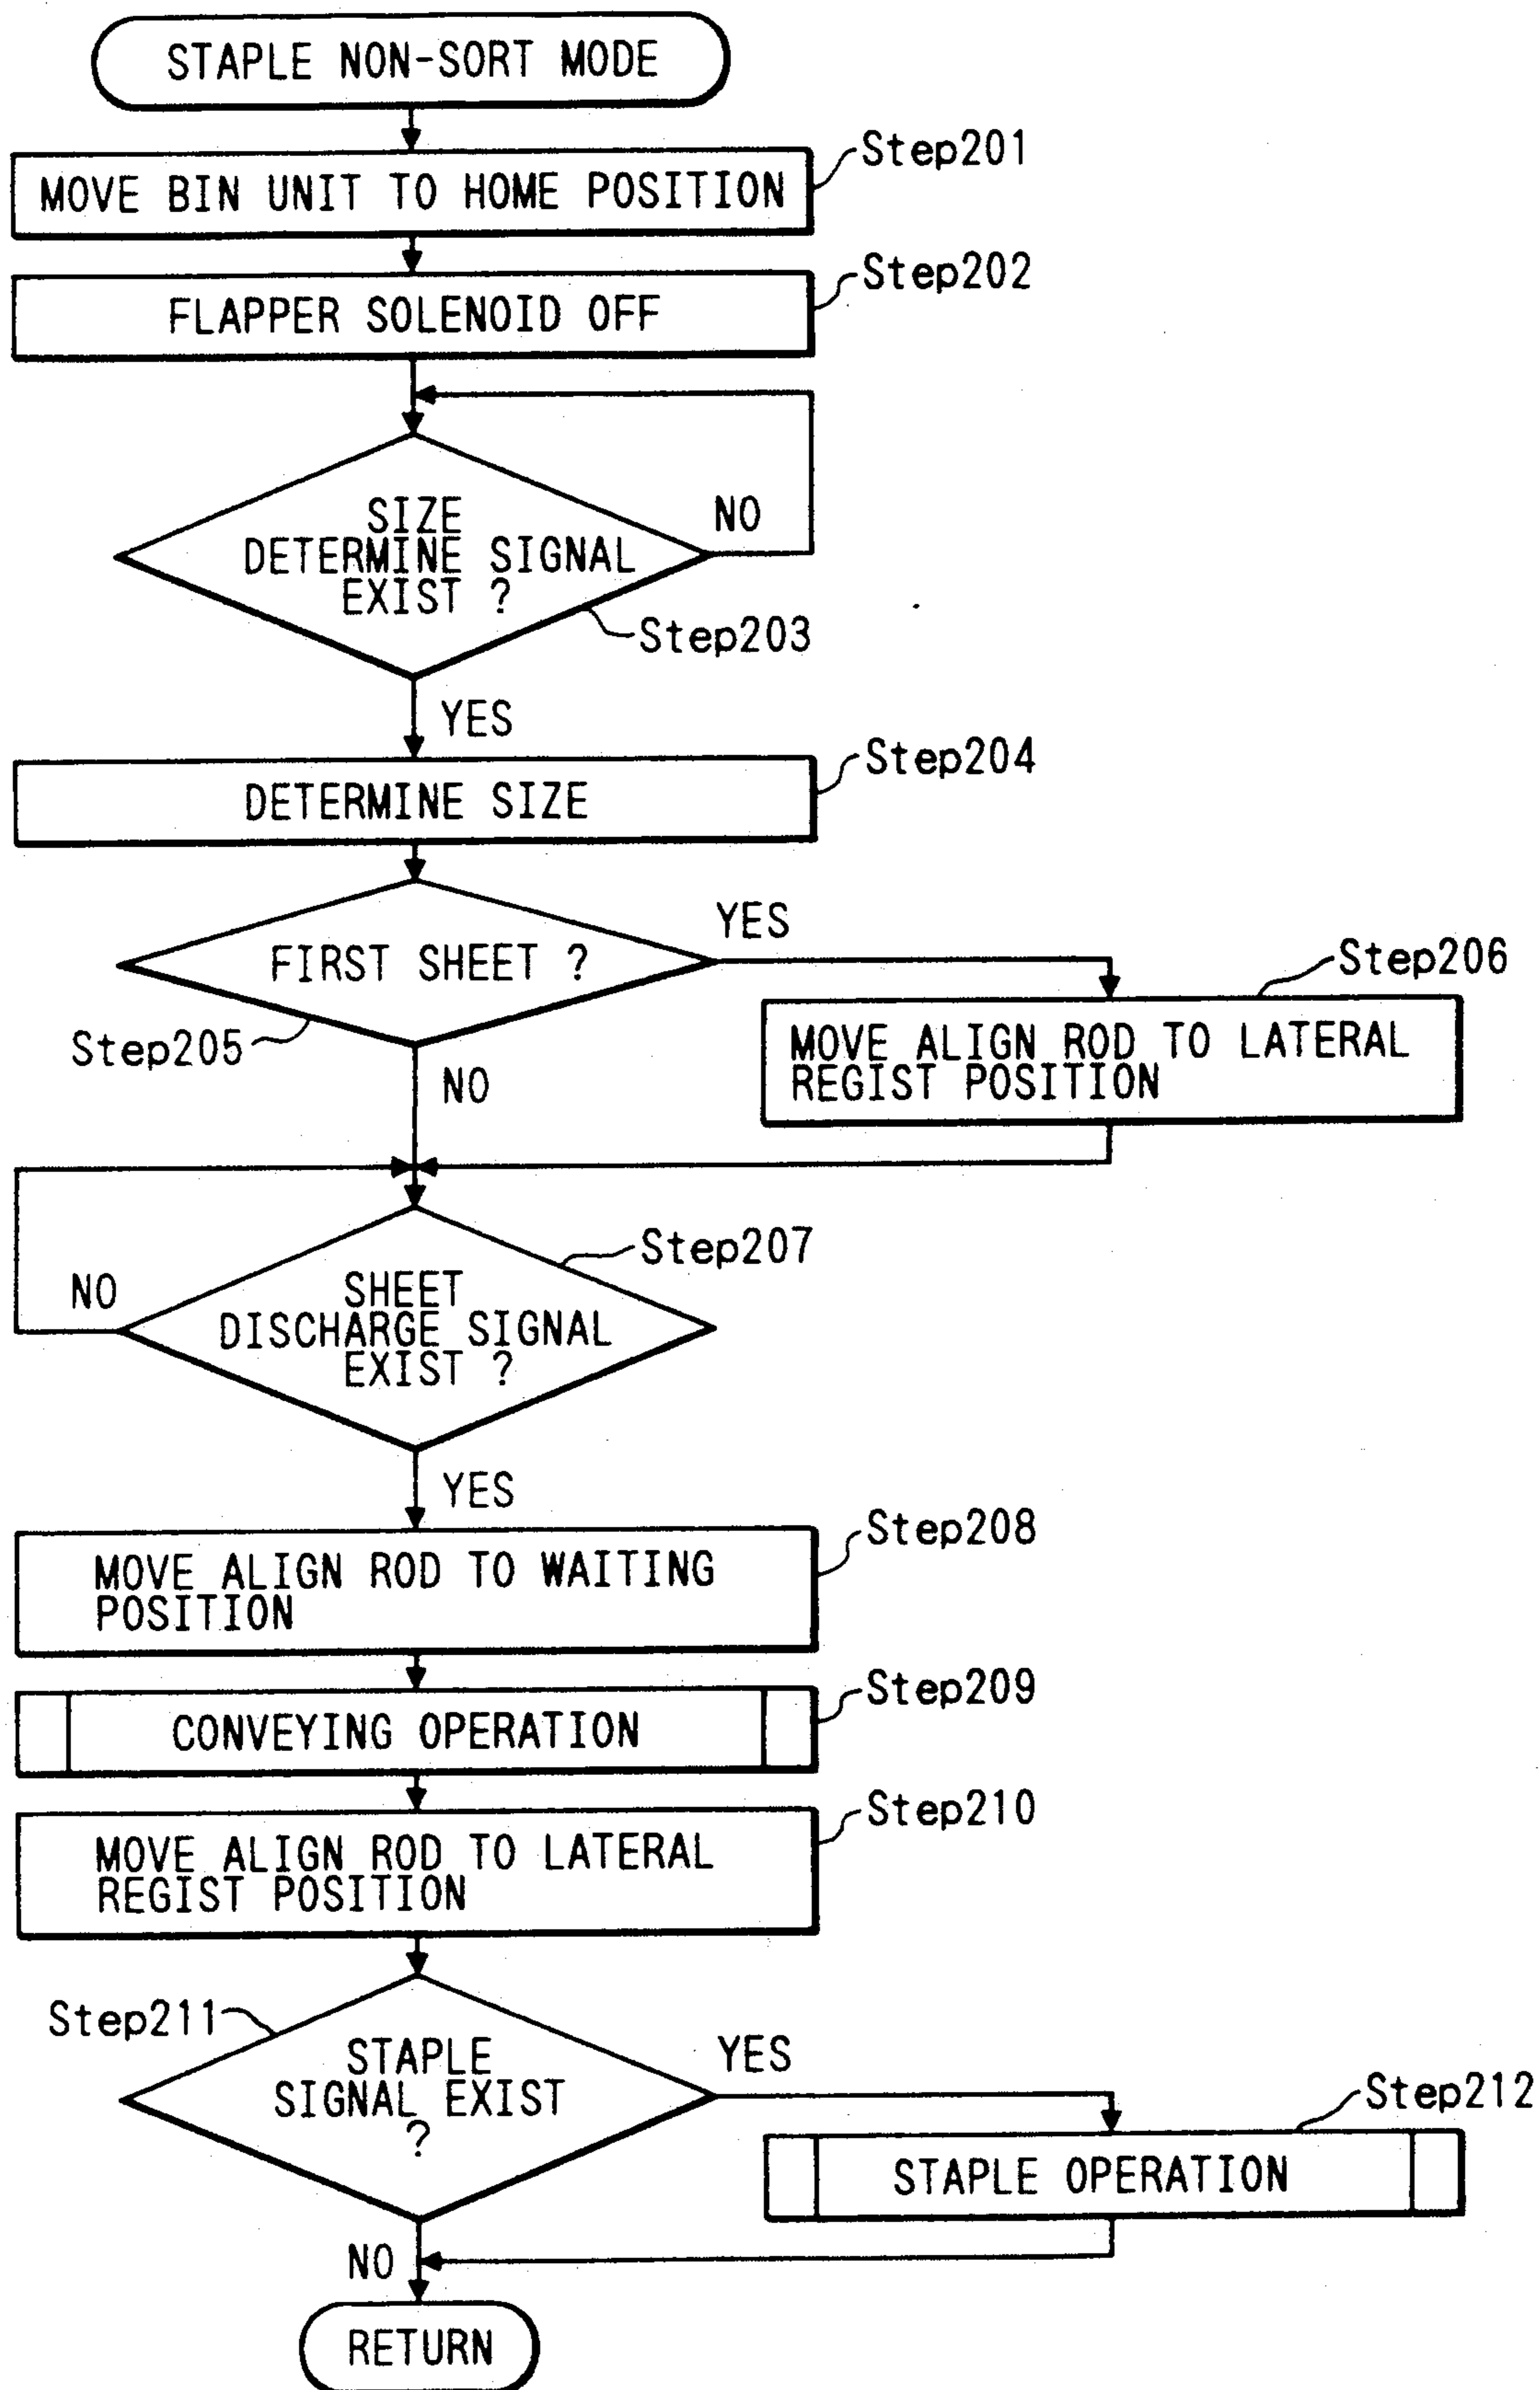 STAPLE NON-SORT MODE
Step201
MOVE BIN UNIT TO HOME POSITION
Step202
FLAPPER SOLENOID OFF
SIZE
DETERMINE SIGNAL
EXIST ?
NO
Step203
YES
Step204
DETERMINE SIZE
FIRST SHEET ?
YES
Step205
NO
Step206
MOVE ALIGN ROD TO LATERAL
REGIST POSITION
Step207
SHEET
DISCHARGE SIGNAL
EXIST ?
NO
YES
Step208
MOVE ALIGN ROD TO WAITING
POSITION
Step209
CONVEYING OPERATION
Step210
MOVE ALIGN ROD TO LATERAL
REGIST POSITION
Step211
STAPLE
SIGNAL EXIST
?
YES
Step212
STAPLE OPERATION
NO
RETURN